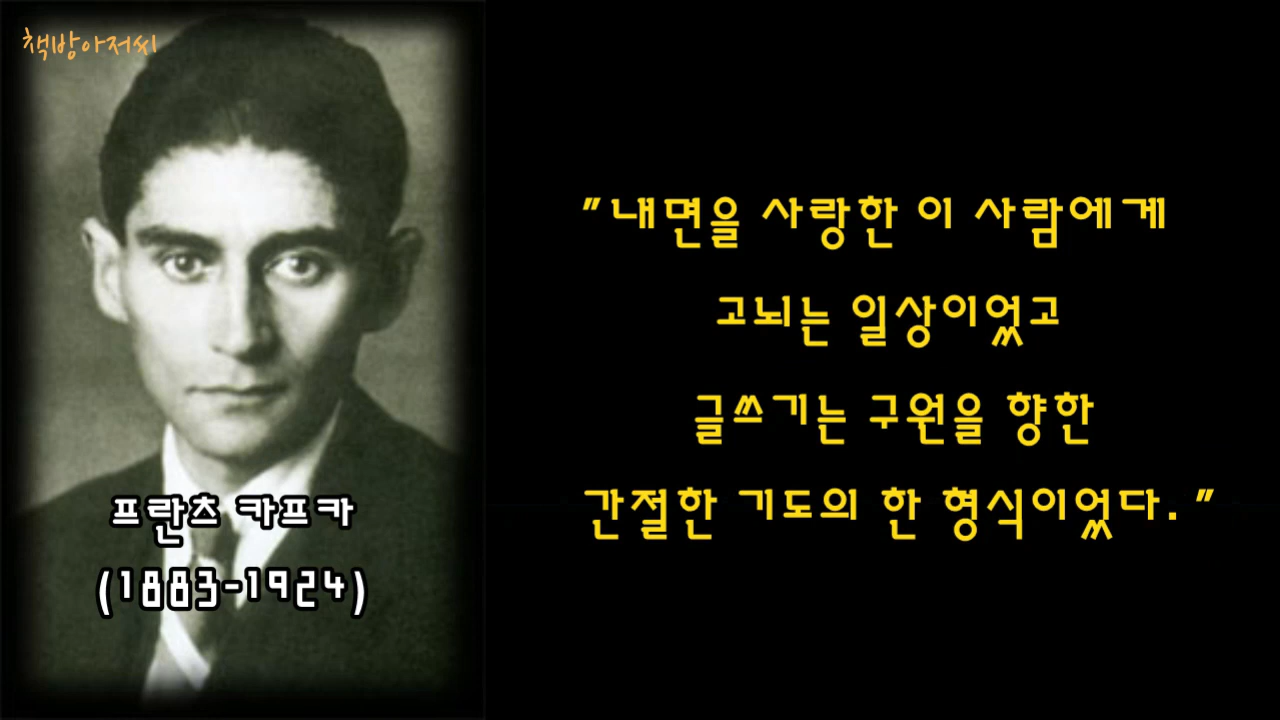 책방아저씨
프란츠 카프카
(1883-1924)
"내면을 사랑한 이 사람에게
고뇌는 일상이었고
글쓰기는 구원을 향한
간절한 기도의 한 형식이었다."